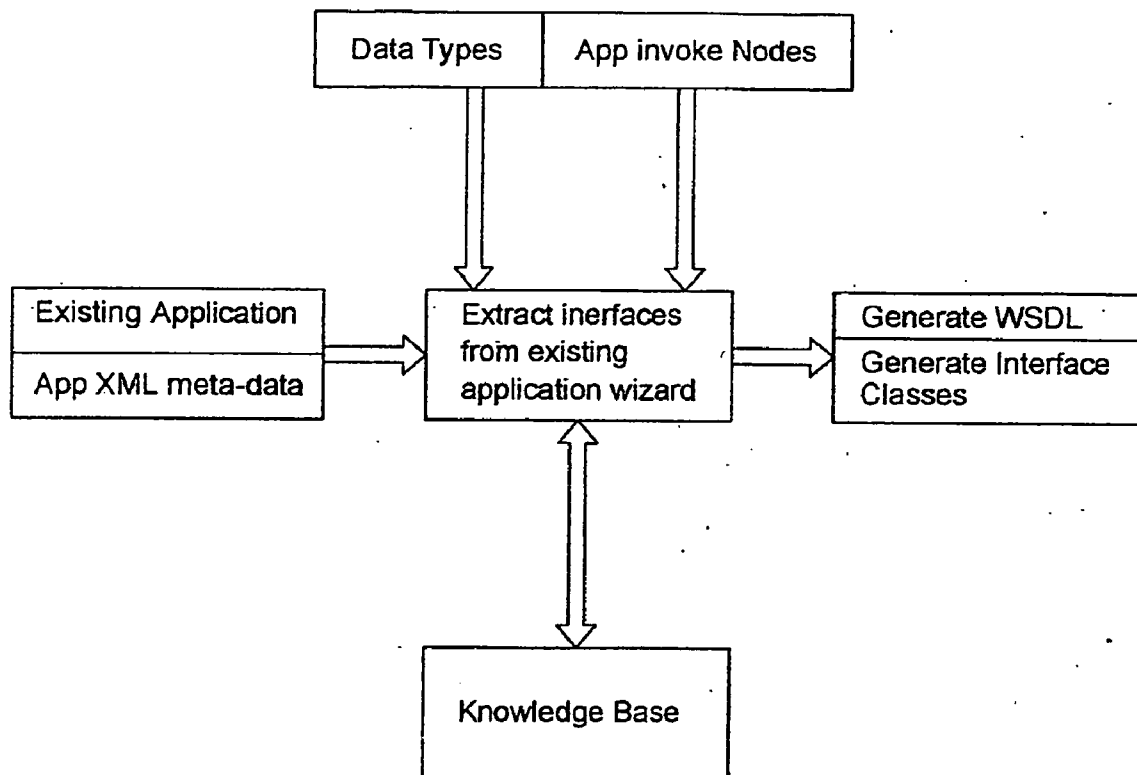 Data Types
App invoke Nodes
Existing Application
App XML meta-data
Extract inerfaces
from existing
application wizard
Generate WSDL
Generate Interface
Classes
Knowledge Base